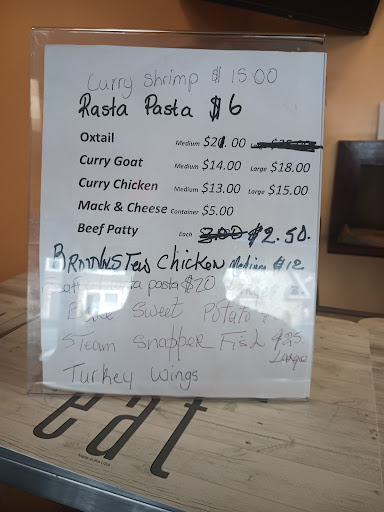 Curry Shrimp $ 15.00
Rasta Pasta $6
Oxtail Medium $21.00
Curry Goat Medium $14.00 Large $18.00
Curry Chicken Medium $13.00 Large $15.00
Mack & Cheese Container $5.00
Beef Patty Each $2.50.
Chicken Medium $12
pasta $20
Sweet Potato
Steam Snapper Fish $25
Large
Turkey Wings
eat